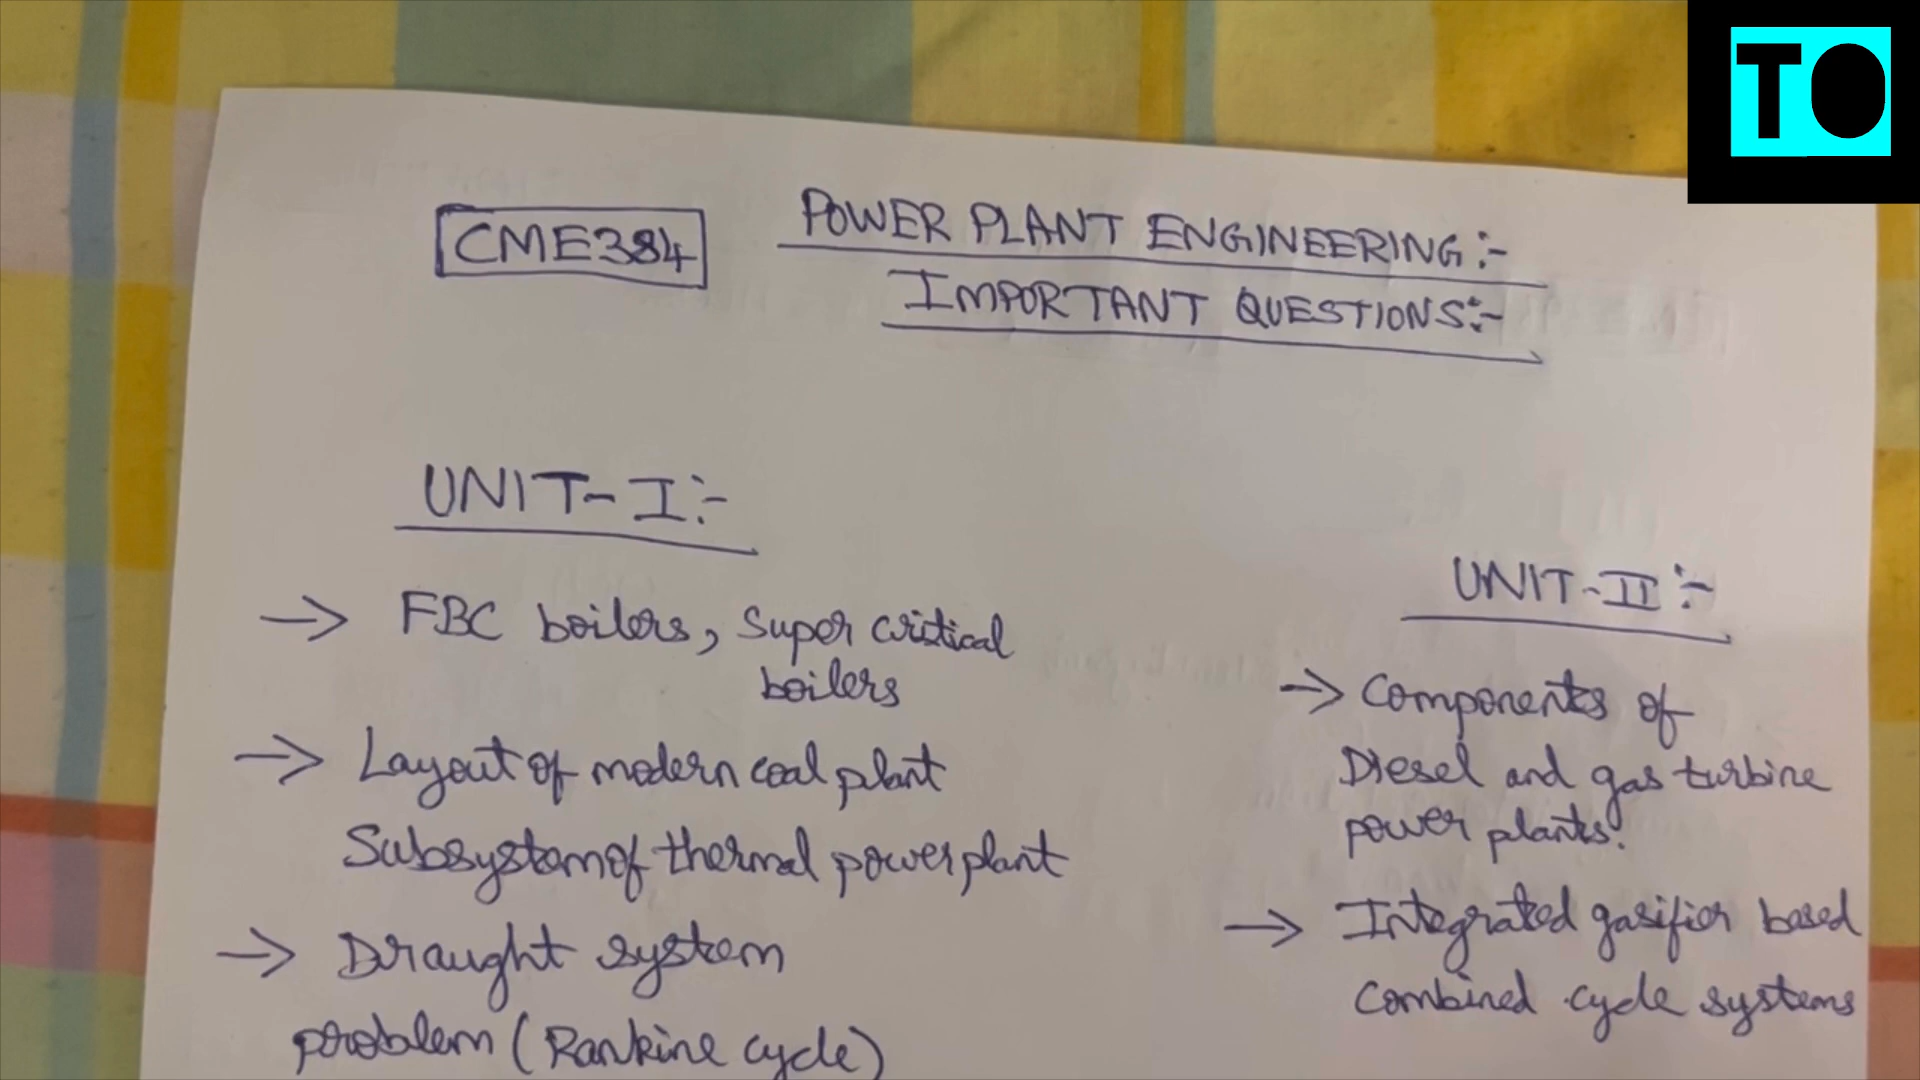 TO
CME384
POWER PLANT ENGINEERING:-
IMPORTANT QUESTIONS:-
UNIT-I:-
→ FBC boilers, Super critical
boilers
→ Layout of modern coal plant
Subsystem of thermal power plant
→ Draught system
problem (Rankine cycle)
UNIT-II:-
→ Components of
Diesel and gas turbine
power plants.
→ Integrated gasifier based
Combined cycle systems